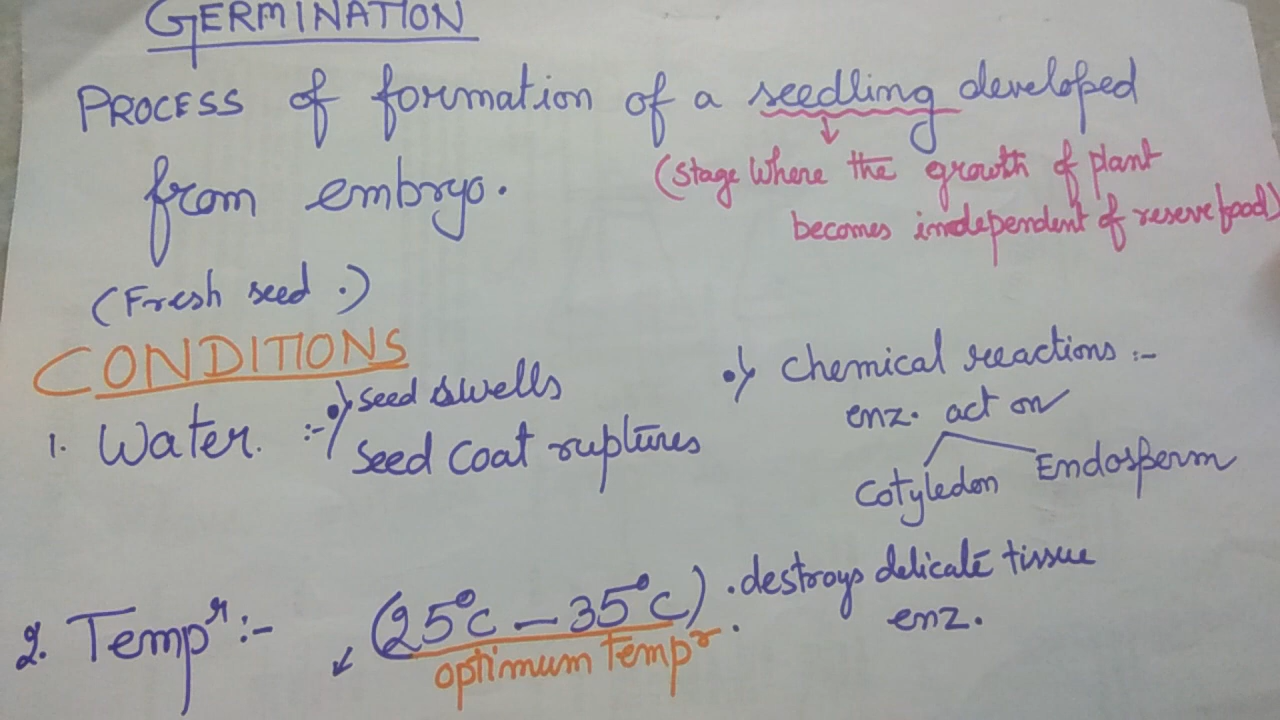 GERMINATION
PROCESS of formation of a seedling developed
from embryo.
(stage where the growth of plant
becomes independent of reserve food)
(Fresh seed.)
CONDITIONS
1. Water. :- •) seed swells
seed coat ruptures
•) chemical reactions :-
enz. act on
cotyledon Endosperm
2. Tempr :- (25°c – 35°c)
optimum tempr.
. destroys delicate tissue
enz.